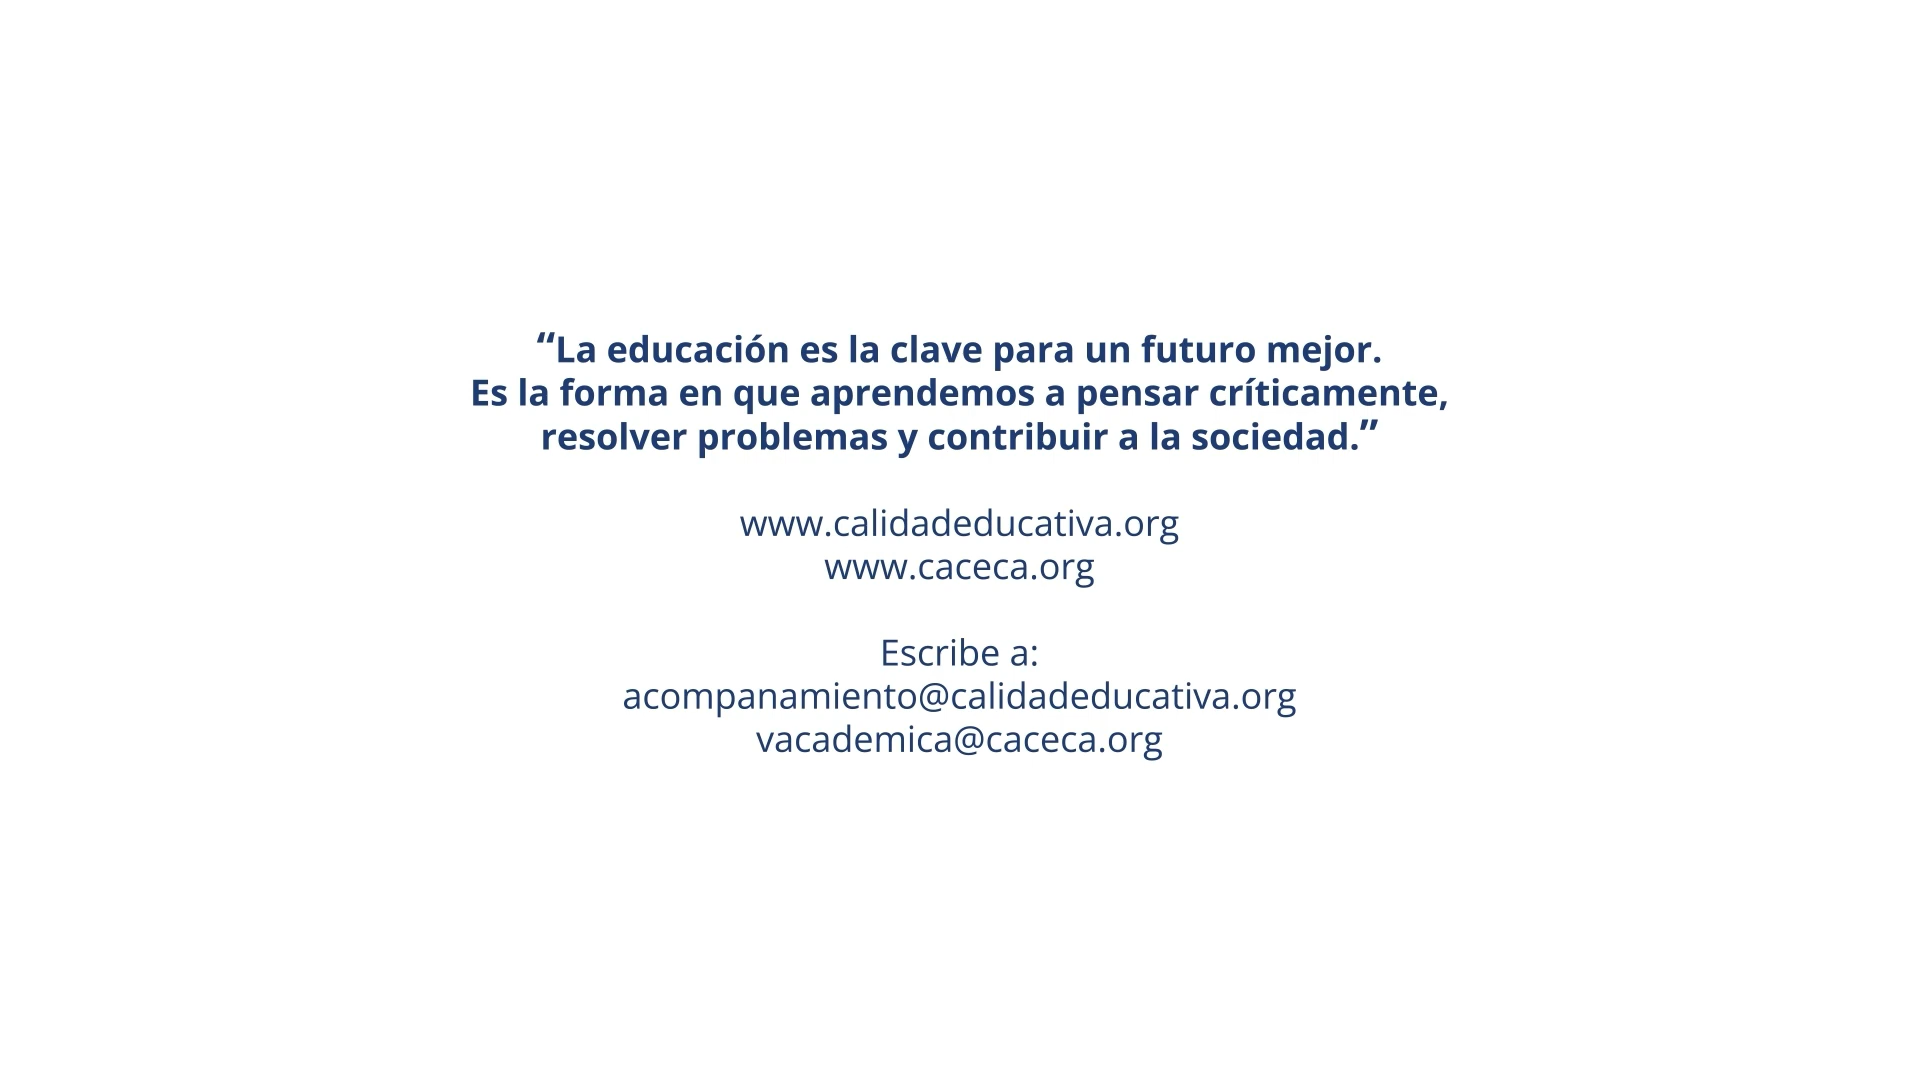 “La educación es la clave para un futuro mejor.
Es la forma en que aprendemos a pensar críticamente,
resolver problemas y contribuir a la sociedad.”
www.calidadeducativa.org
www.caceca.org
Escribe a:
acompanamiento@calidadeducativa.org
vacademica@caceca.org